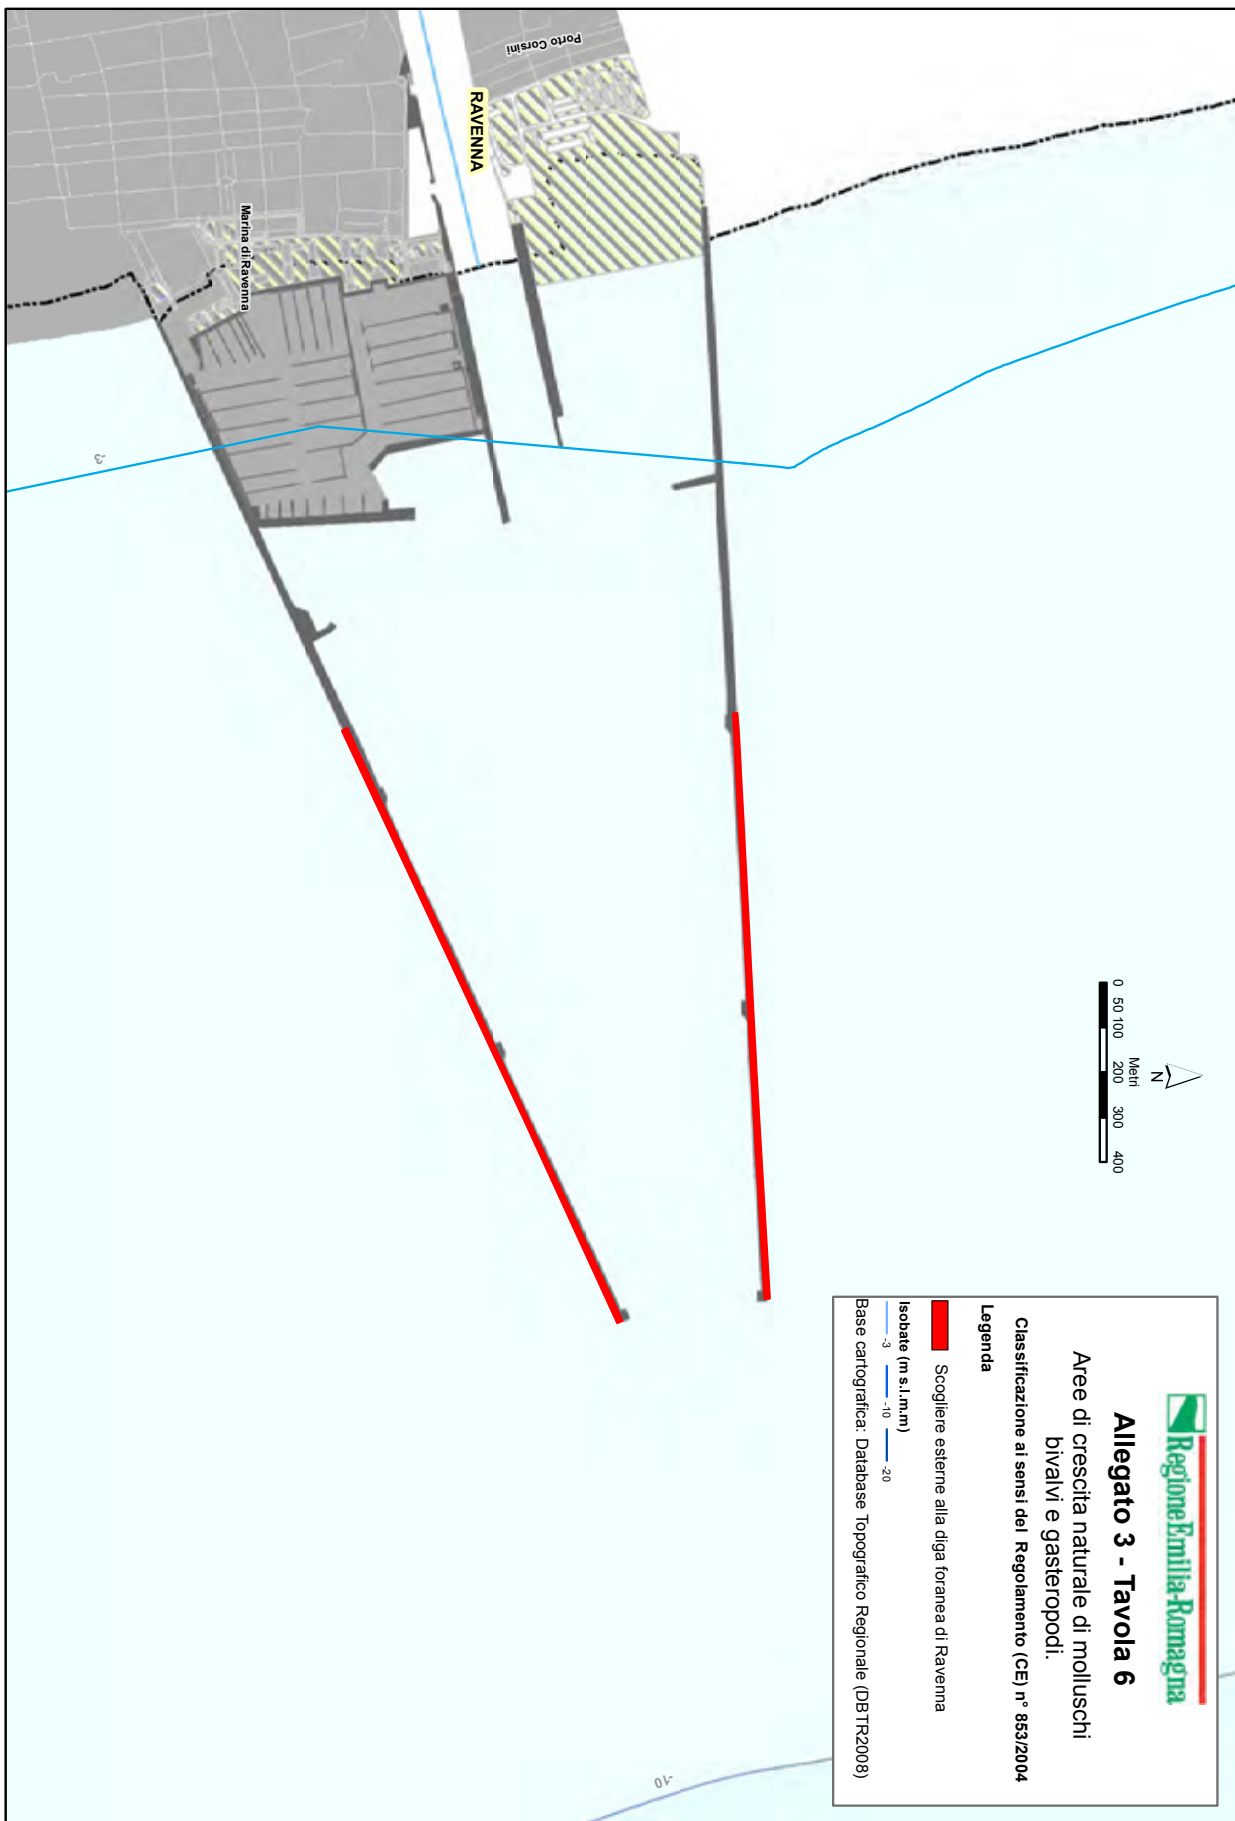 RegioneEmilia-Romagna
Allegato 3 - Tavola 6
Aree di crescita naturale di molluschi
bivalvi e gasteropodi.
Classificazione ai sensi del Regolamento (CE) n° 853/2004
Legenda
Scogliere esterne alla diga foranea di Ravenna
Isobate (m s.l.m.m)
-3 -10 -20
Base cartografica: Database Topografico Regionale (DBTR2008)
N
Metri
0 50 100 200 300 400
Porto Corsini
RAVENNA
Marina di Ravenna
-3
-10